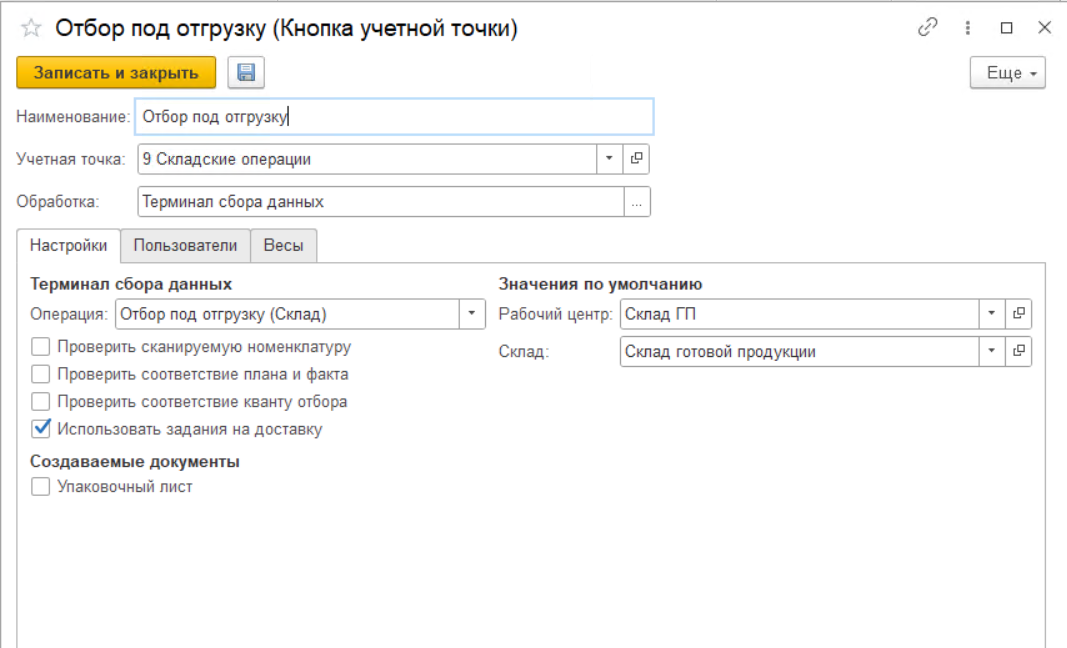 Отбор под отгрузку (Кнопка учетной точки)
Записать и закрыть
Еще
Наименование: Отбор под отгрузку
Учетная точка: 9 Складские операции
Обработка: Терминал сбора данных ...
Настройки Пользователи Весы
Терминал сбора данных Значения по умолчанию
Операция: Отбор под отгрузку (Склад) Рабочий центр: Склад ГП
Проверить сканируемую номенклатуру Склад: Склад готовой продукции
Проверить соответствие плана и факта
Проверить соответствие кванту отбора
Использовать задания на доставку
Создаваемые документы
Упаковочный лист